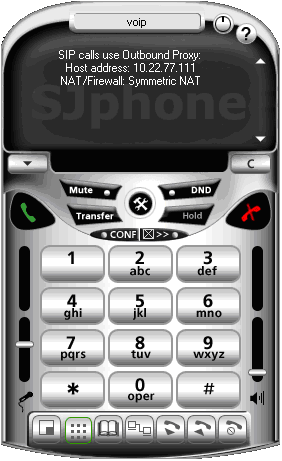 voip
?
SIP calls use Outbound Proxy:
Host address: 10.22.77.111
NAT/Firewall: Symmetric NAT
SJphone
C
Mute
DND
Transfer
Hold
CONF >>
1 2 3
abc def
4 5 6
ghi jkl mno
7 8 9
pqrs tuv wxyz
* 0 #
oper